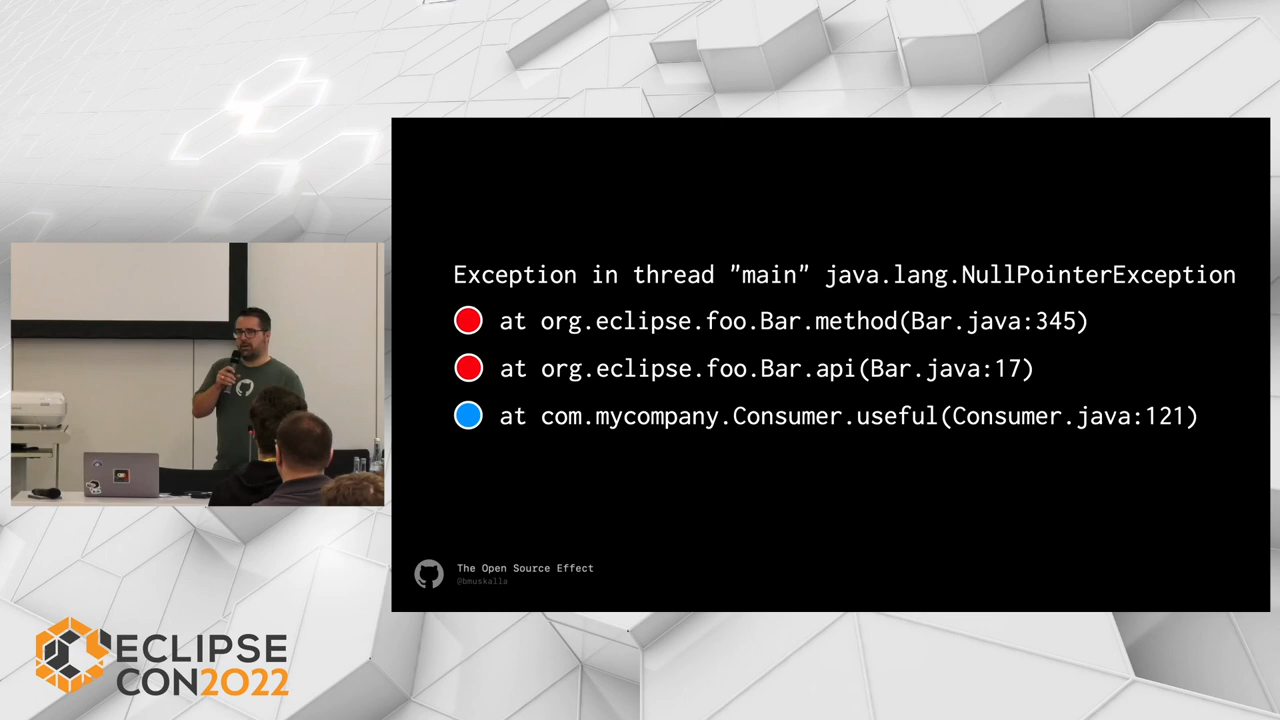 Exception in thread "main" java.lang.NullPointerException
at org.eclipse.foo.Bar.method(Bar.java:345)
at org.eclipse.foo.Bar.api(Bar.java:17)
at com.mycompany.Consumer.useful(Consumer.java:121)
The Open Source Effect
@bmuskalla
ECLIPSE
CON2022